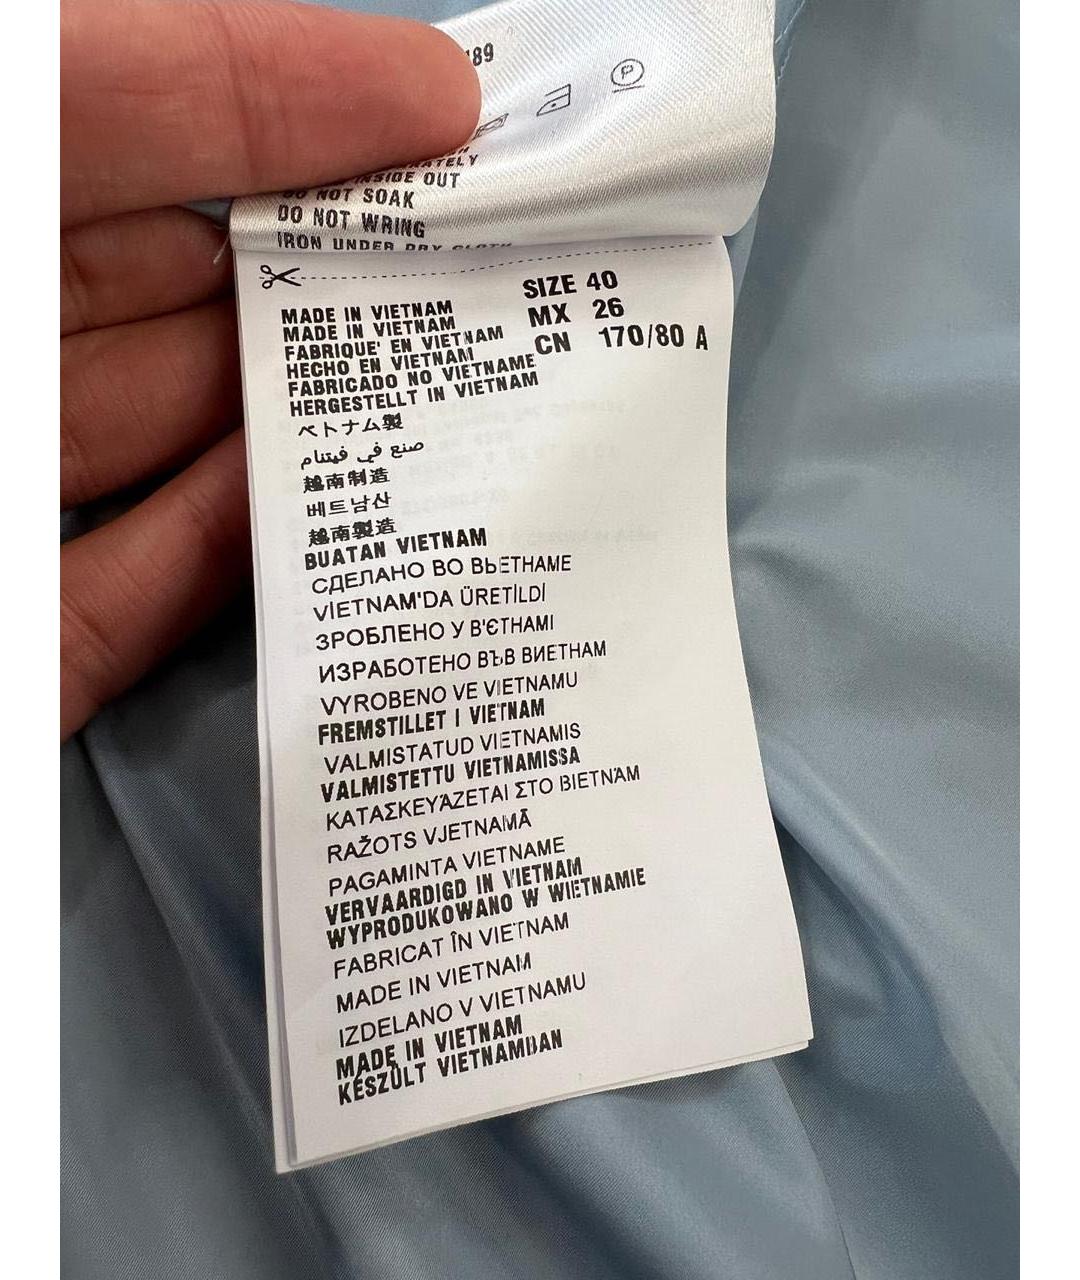 189
P
INSIDE OUT
DO NOT SOAK
DO NOT WRING
IRON UNDER DRY CLOTH
SIZE 40
MX 26
CN 170/80 A
MADE IN VIETNAM
MADE IN VIETNAM
FABRIQUE' EN VIETNAM
HECHO EN VIETNAM
FABRICADO NO VIETNAME
HERGESTELLT IN VIETNAM
ベトナム製
صنع في فيتنام
越南制造
베트남산
越南製造
BUATAN VIETNAM
СДЕЛАНО ВО ВЬЕТНАМЕ
VİETNAM'DA ÜRETİLDİ
ЗРОБЛЕНО У В'ЄТНАМІ
ИЗРАБОТЕНО ВЪВ ВИЕТНАМ
VYROBENO VE VIETNAMU
FREMSTILLET I VIETNAM
VALMISTATUD VIETNAMIS
VALMISTETTU VIETNAMISSA
ΚΑΤΑΣΚΕΥΆΖΕΤΑΙ ΣΤΟ ΒΙΕΤΝΆΜ
RAŽOTS VJETNAMĀ
PAGAMINTA VIETNAME
VERVAARDIGD IN VIETNAM
WYPRODUKOWANO W WIETNAMIE
FABRICAT ÎN VIETNAM
MADE IN VIETNAM
IZDELANO V VIETNAMU
MADE IN VIETNAM
KÉSZÜLT VIETNAMBAN